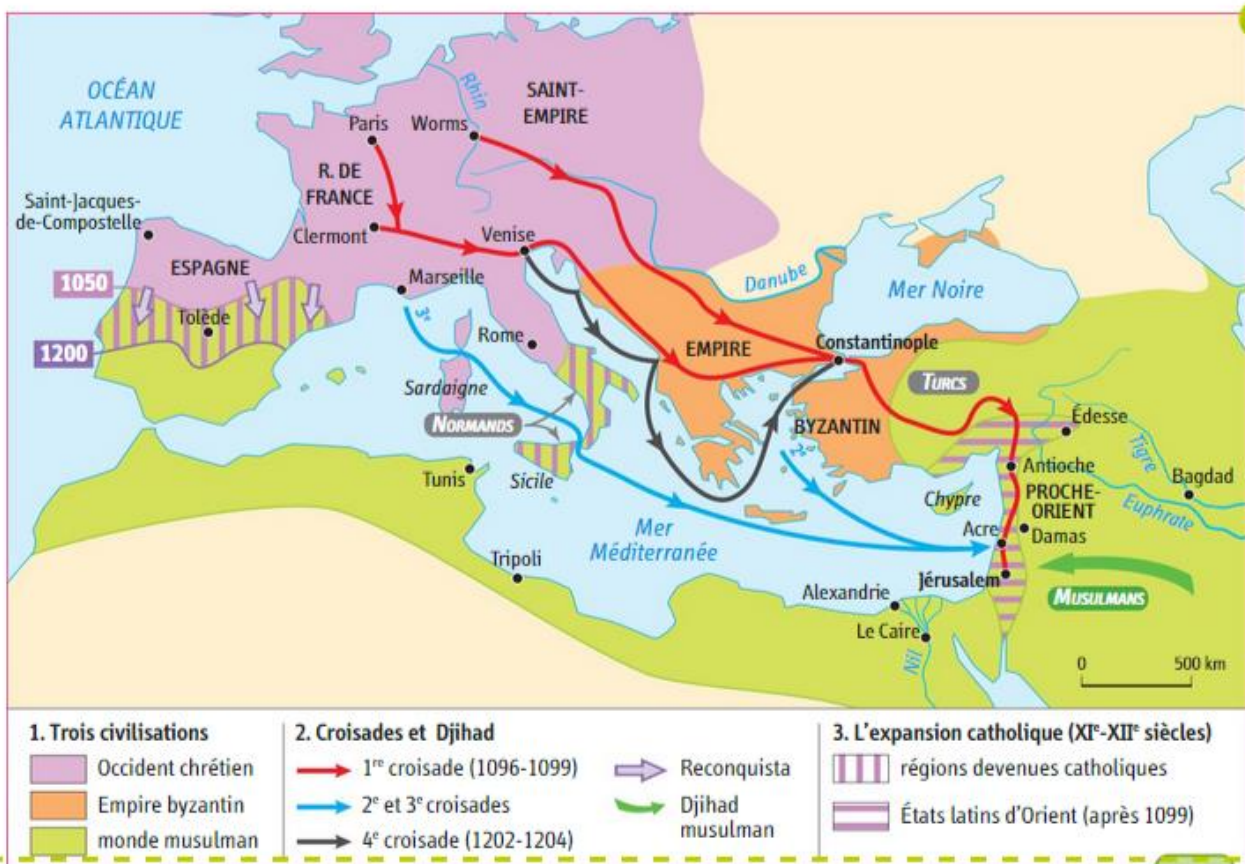 OCÉAN
ATLANTIQUE
Rhin
SAINT-
EMPIRE
Paris
Worms
R. DE
FRANCE
Saint-Jacques-
de-Compostelle
Clermont
Venise
ESPAGNE
1050
Marseille
Danube
Mer Noire
Tolède
3e
Rome
1200
EMPIRE
Constantinople
Sardaigne
TURCS
NORMANDS
BYZANTIN
Édesse
2e
Tigre
Antioche
Tunis
Sicile
Bagdad
Chypre
PROCHE-
ORIENT
Euphrate
Mer
Méditerranée
Acre
Damas
Tripoli
Jérusalem
Alexandrie
MUSULMANS
Le Caire
Nil
0 500 km
1. Trois civilisations
Occident chrétien
Empire byzantin
monde musulman
2. Croisades et Djihad
1re croisade (1096-1099)
2e et 3e croisades
4e croisade (1202-1204)
Reconquista
Djihad
musulman
3. L'expansion catholique (XIe-XIIe siècles)
régions devenues catholiques
États latins d'Orient (après 1099)